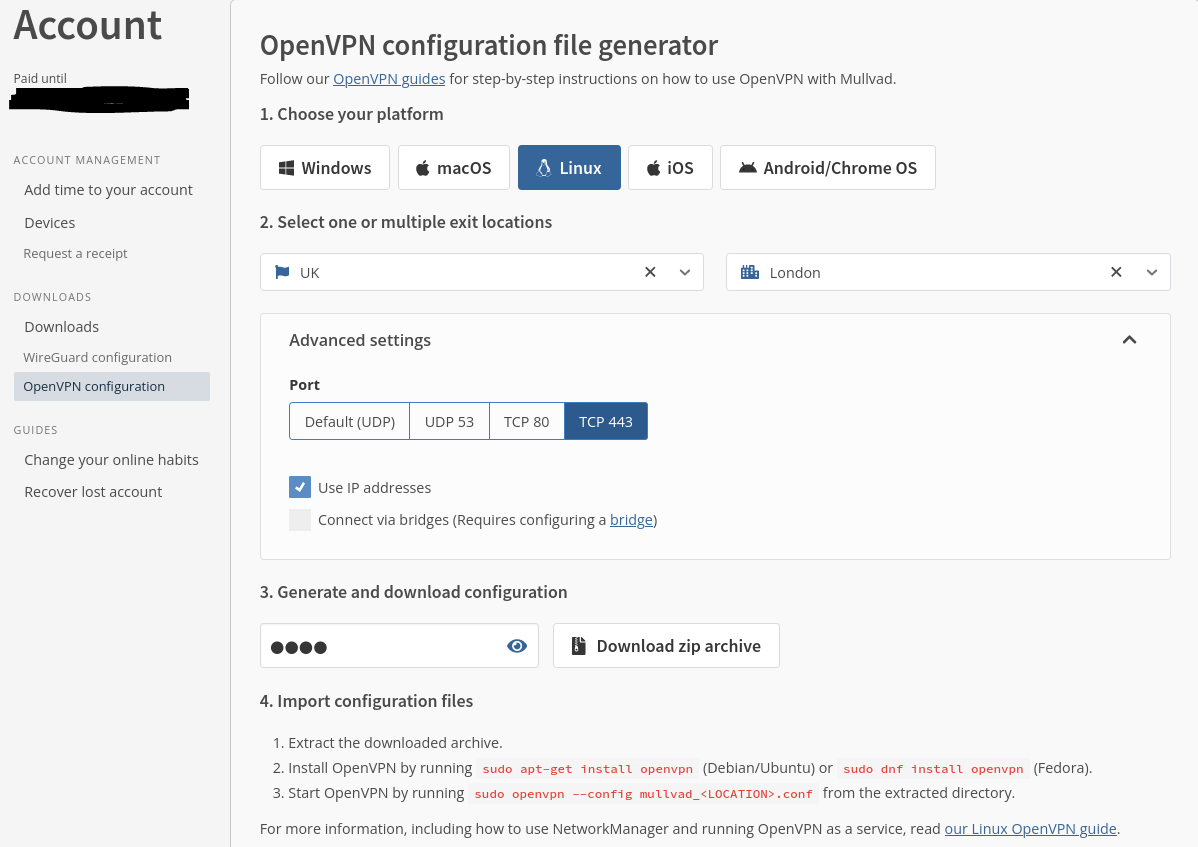 Account
Paid until
ACCOUNT MANAGEMENT
Add time to your account
Devices
Request a receipt
DOWNLOADS
Downloads
WireGuard configuration
OpenVPN configuration
GUIDES
Change your online habits
Recover lost account
OpenVPN configuration file generator
Follow our OpenVPN guides for step-by-step instructions on how to use OpenVPN with Mullvad.
1. Choose your platform
Windows macOS Linux iOS Android/Chrome OS
2. Select one or multiple exit locations
UK London
Advanced settings
Port
Default (UDP) UDP 53 TCP 80 TCP 443
Use IP addresses
Connect via bridges (Requires configuring a bridge)
3. Generate and download configuration
●●●● Download zip archive
4. Import configuration files
1. Extract the downloaded archive.
2. Install OpenVPN by running sudo apt-get install openvpn (Debian/Ubuntu) or sudo dnf install openvpn (Fedora).
3. Start OpenVPN by running sudo openvpn --config mullvad_<LOCATION>.conf from the extracted directory.
For more information, including how to use NetworkManager and running OpenVPN as a service, read our Linux OpenVPN guide.